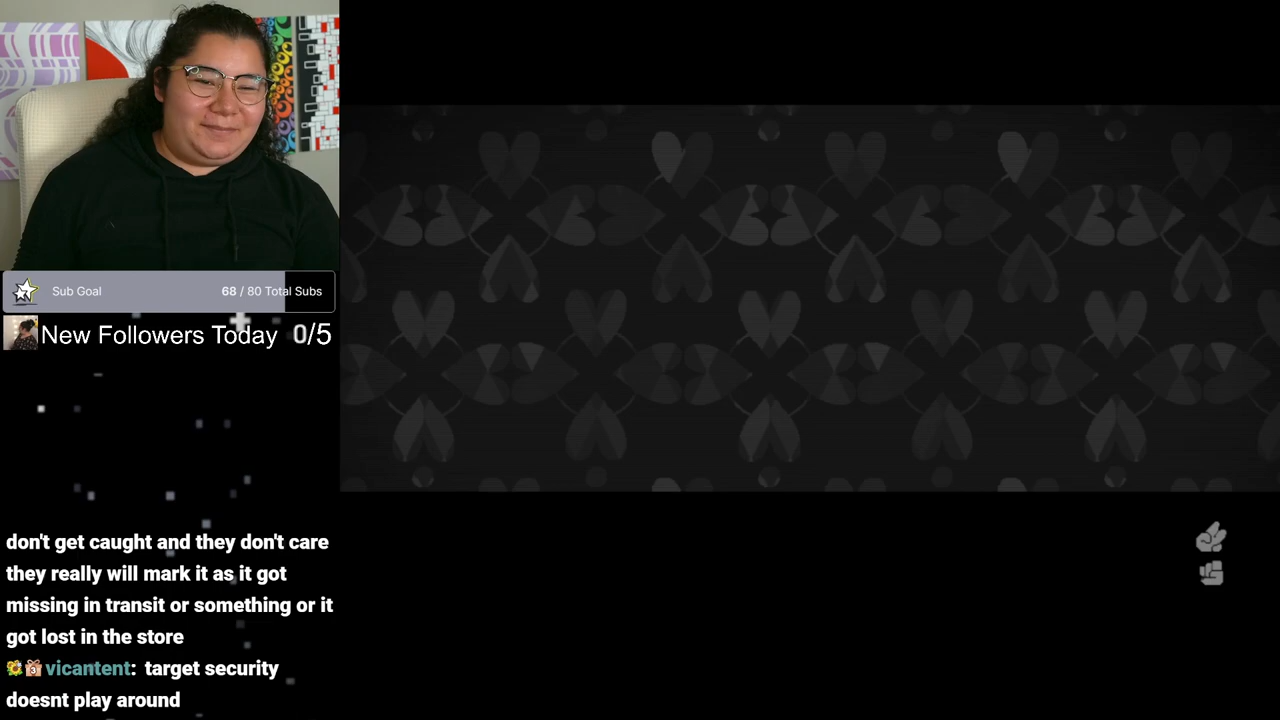 Sub Goal 68 / 80 Total Subs
New Followers Today 0/5
don't get caught and they don't care
they really will mark it as it got
missing in transit or something or it
got lost in the store
vicantent: target security
doesnt play around